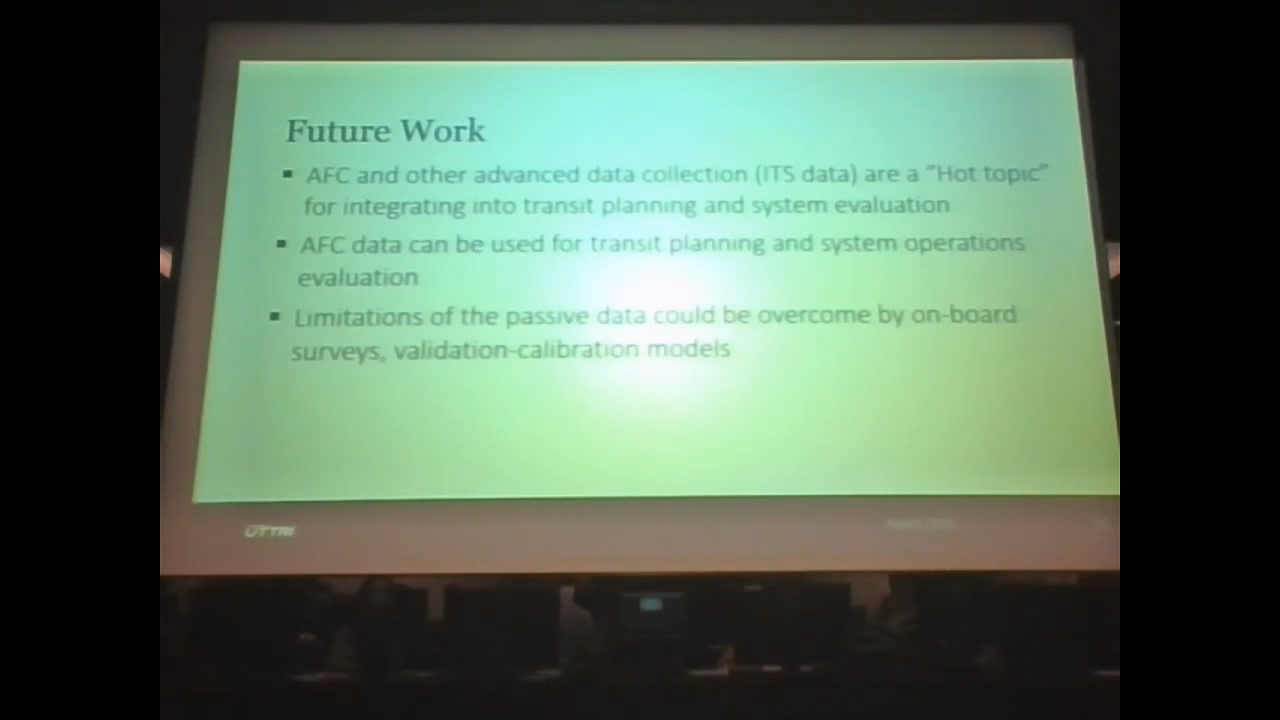 Future Work
▪ AFC and other advanced data collection (ITS data) are a "Hot topic"
for integrating into transit planning and system evaluation
▪ AFC data can be used for transit planning and system operations
evaluation
▪ Limitations of the passive data could be overcome by on-board
surveys, validation-calibration models
UTTRI